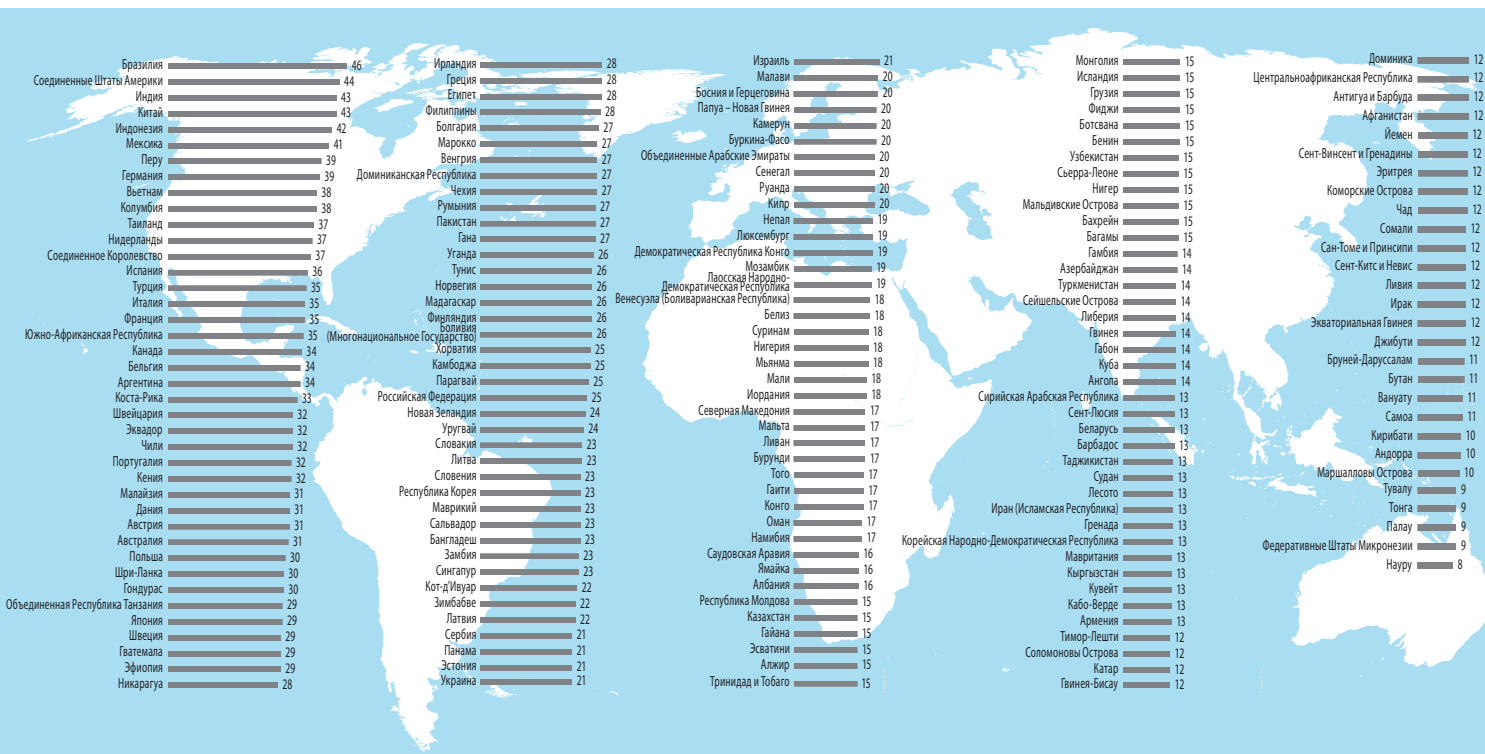 Бразилия 46
Соединенные Штаты Америки 44
Индия 43
Китай 43
Индонезия 42
Мексика 41
Перу 39
Германия 39
Вьетнам 38
Колумбия 38
Таиланд 37
Нидерланды 37
Соединенное Королевство 37
Испания 36
Турция 35
Италия 35
Франция 35
Южно-Африканская Республика 35
Канада 34
Бельгия 34
Аргентина 34
Коста-Рика 33
Швейцария 32
Эквадор 32
Чили 32
Португалия 32
Кения 32
Малайзия 31
Дания 31
Австрия 31
Австралия 31
Польша 30
Шри-Ланка 30
Гондурас 30
Объединенная Республика Танзания 29
Япония 29
Швеция 29
Гватемала 29
Эфиопия 29
Никарагуа 28
Ирландия 28
Греция 28
Египет 28
Филиппины 28
Болгария 27
Марокко 27
Венгрия 27
Доминиканская Республика 27
Чехия 27
Румыния 27
Пакистан 27
Гана 27
Уганда 26
Тунис 26
Норвегия 26
Мадагаскар 26
Финляндия 26
Боливия
(Многонациональное Государство) 26
Хорватия 25
Камбоджа 25
Парагвай 25
Российская Федерация 25
Новая Зеландия 24
Уругвай 24
Словакия 23
Литва 23
Словения 23
Республика Корея 23
Маврикий 23
Сальвадор 23
Бангладеш 23
Замбия 23
Сингапур 23
Кот-д'Ивуар 22
Зимбабве 22
Латвия 22
Сербия 21
Панама 21
Эстония 21
Украина 21
Израиль 21
Малави 20
Босния и Герцеговина 20
Папуа – Новая Гвинея 20
Камерун 20
Буркина-Фасо 20
Объединенные Арабские Эмираты 20
Сенегал 20
Руанда 20
Кипр 20
Непал 19
Люксембург 19
Демократическая Республика Конго 19
Мозамбик 19
Лаосская Народно-
Демократическая Республика 19
Венесуэла (Боливарианская Республика) 18
Белиз 18
Суринам 18
Нигерия 18
Мьянма 18
Мали 18
Иордания 18
Северная Македония 17
Мальта 17
Ливан 17
Бурунди 17
Того 17
Гаити 17
Конго 17
Оман 17
Намибия 17
Саудовская Аравия 16
Ямайка 16
Албания 16
Республика Молдова 15
Казахстан 15
Гайана 15
Эсватини 15
Алжир 15
Тринидад и Тобаго 15
Монголия 15
Исландия 15
Грузия 15
Фиджи 15
Ботсвана 15
Бенин 15
Узбекистан 15
Сьерра-Леоне 15
Нигер 15
Мальдивские Острова 15
Бахрейн 15
Багамы 15
Гамбия 14
Азербайджан 14
Туркменистан 14
Сейшельские Острова 14
Либерия 14
Гвинея 14
Габон 14
Куба 14
Ангола 14
Сирийская Арабская Республика 13
Сент-Люсия 13
Беларусь 13
Барбадос 13
Таджикистан 13
Судан 13
Лесото 13
Иран (Исламская Республика) 13
Гренада 13
Корейская Народно-Демократическая Республика 13
Мавритания 13
Кыргызстан 13
Кувейт 13
Кабо-Верде 13
Армения 13
Тимор-Лешти 12
Соломоновы Острова 12
Катар 12
Гвинея-Бисау 12
Доминика 12
Центральноафриканская Республика 12
Антигуа и Барбуда 12
Афганистан 12
Йемен 12
Сент-Винсент и Гренадины 12
Эритрея 12
Коморские Острова 12
Чад 12
Сомали 12
Сан-Томе и Принсипи 12
Сент-Китс и Невис 12
Ливия 12
Ирак 12
Экваториальная Гвинея 12
Джибути 12
Бруней-Даруссалам 11
Бутан 11
Вануату 11
Самоа 11
Кирибати 10
Андорра 10
Маршалловы Острова 10
Тувалу 9
Тонга 9
Палау 9
Федеративные Штаты Микронезии 9
Науру 8